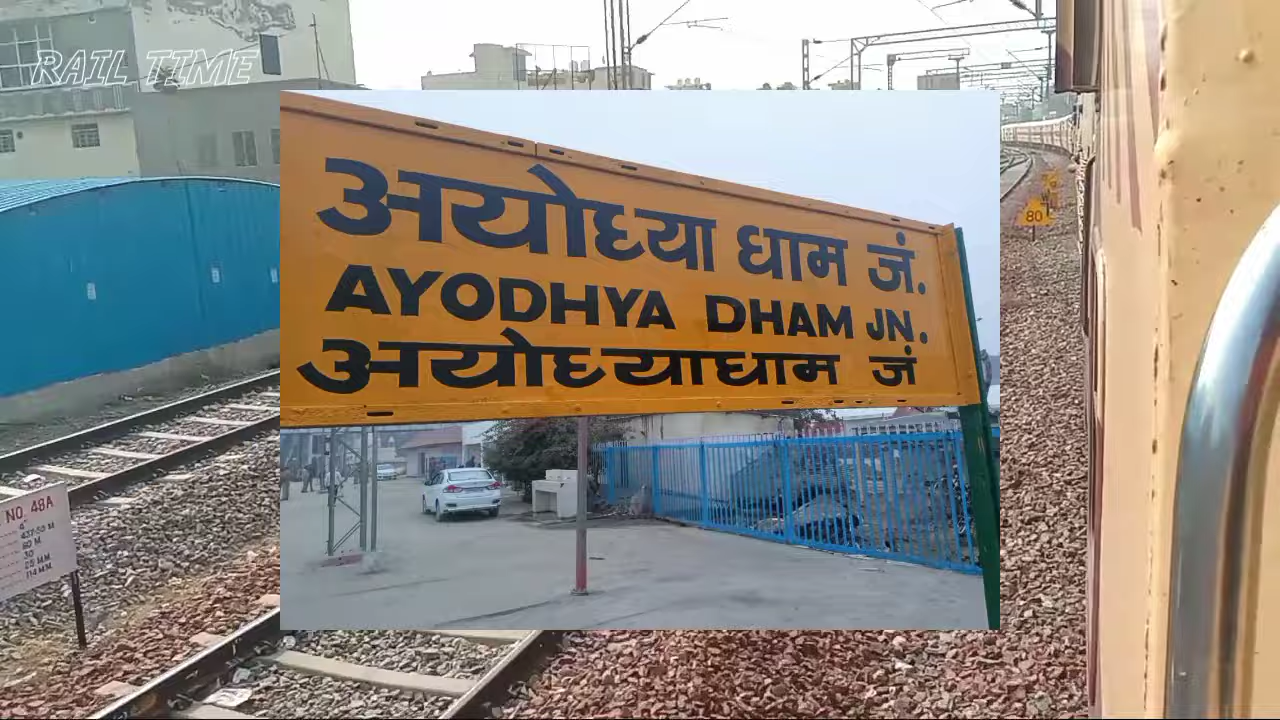 RAIL TIME
अयोध्या धाम जं.
AYODHYA DHAM JN.
अयोध्याधाम जं
80
NO. 48A